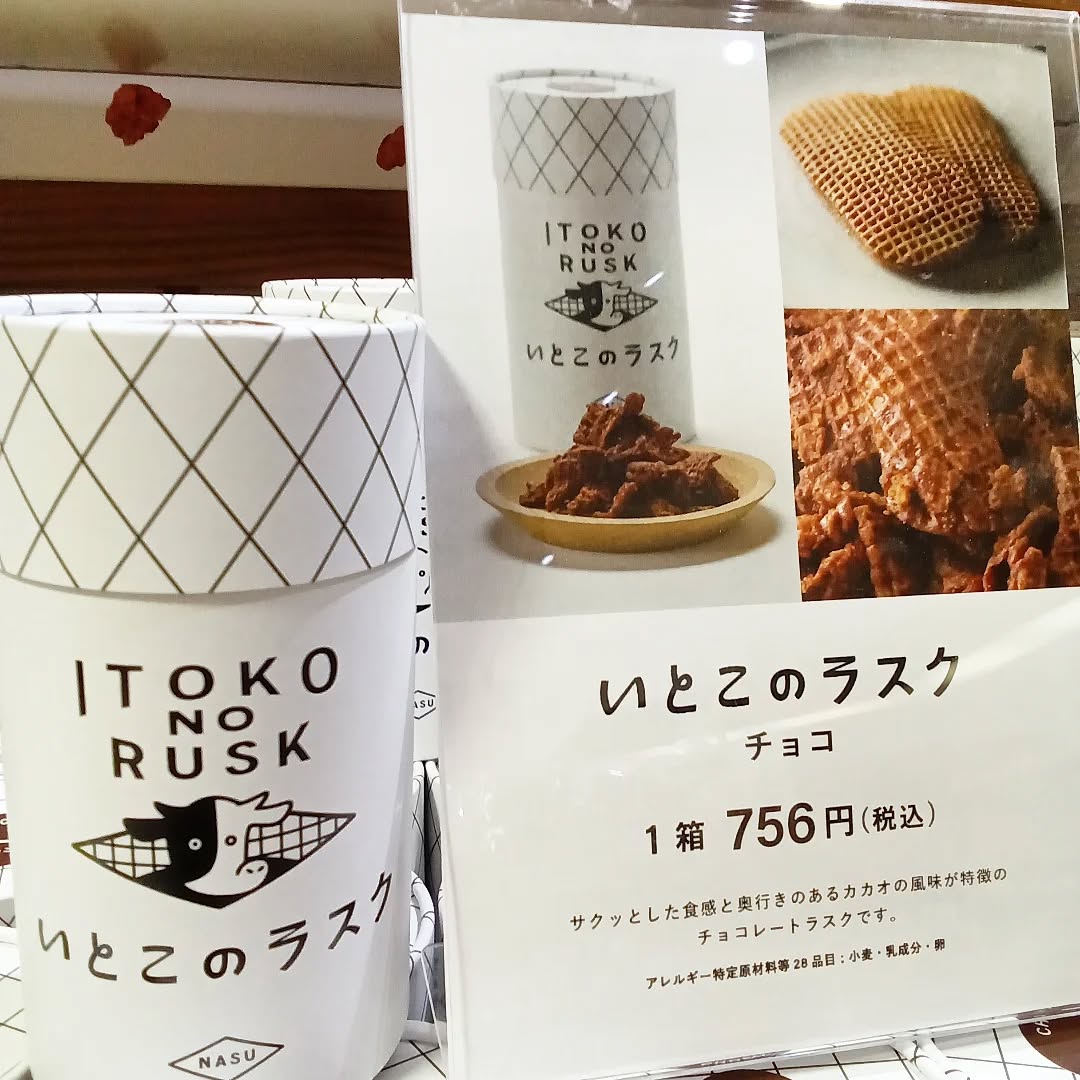 ITOKO
NO
RUSK
いとこのラスク
NASU
ITOKO
NO
RUSK
いとこのラスク
いとこのラスク
チョコ
1箱 756円(税込)
サクッとした食感と奥行きのあるカカオの風味が特徴の
チョコレートラスクです。
アレルギー特定原材料等28品目:小麦・乳成分・卵